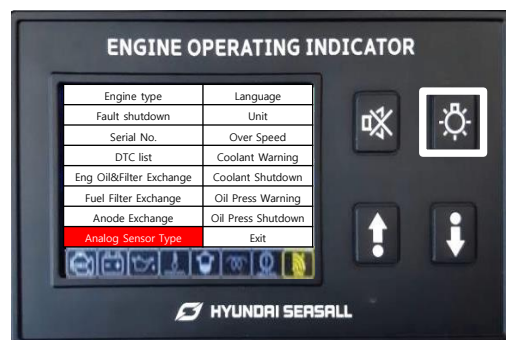 ENGINE OPERATING INDICATOR
Engine type Language
Fault shutdown Unit
Serial No. Over Speed
DTC list Coolant Warning
Eng Oil&Filter Exchange Coolant Shutdown
Fuel Filter Exchange Oil Press Warning
Anode Exchange Oil Press Shutdown
Analog Sensor Type Exit
HYUNDAI SEASALL